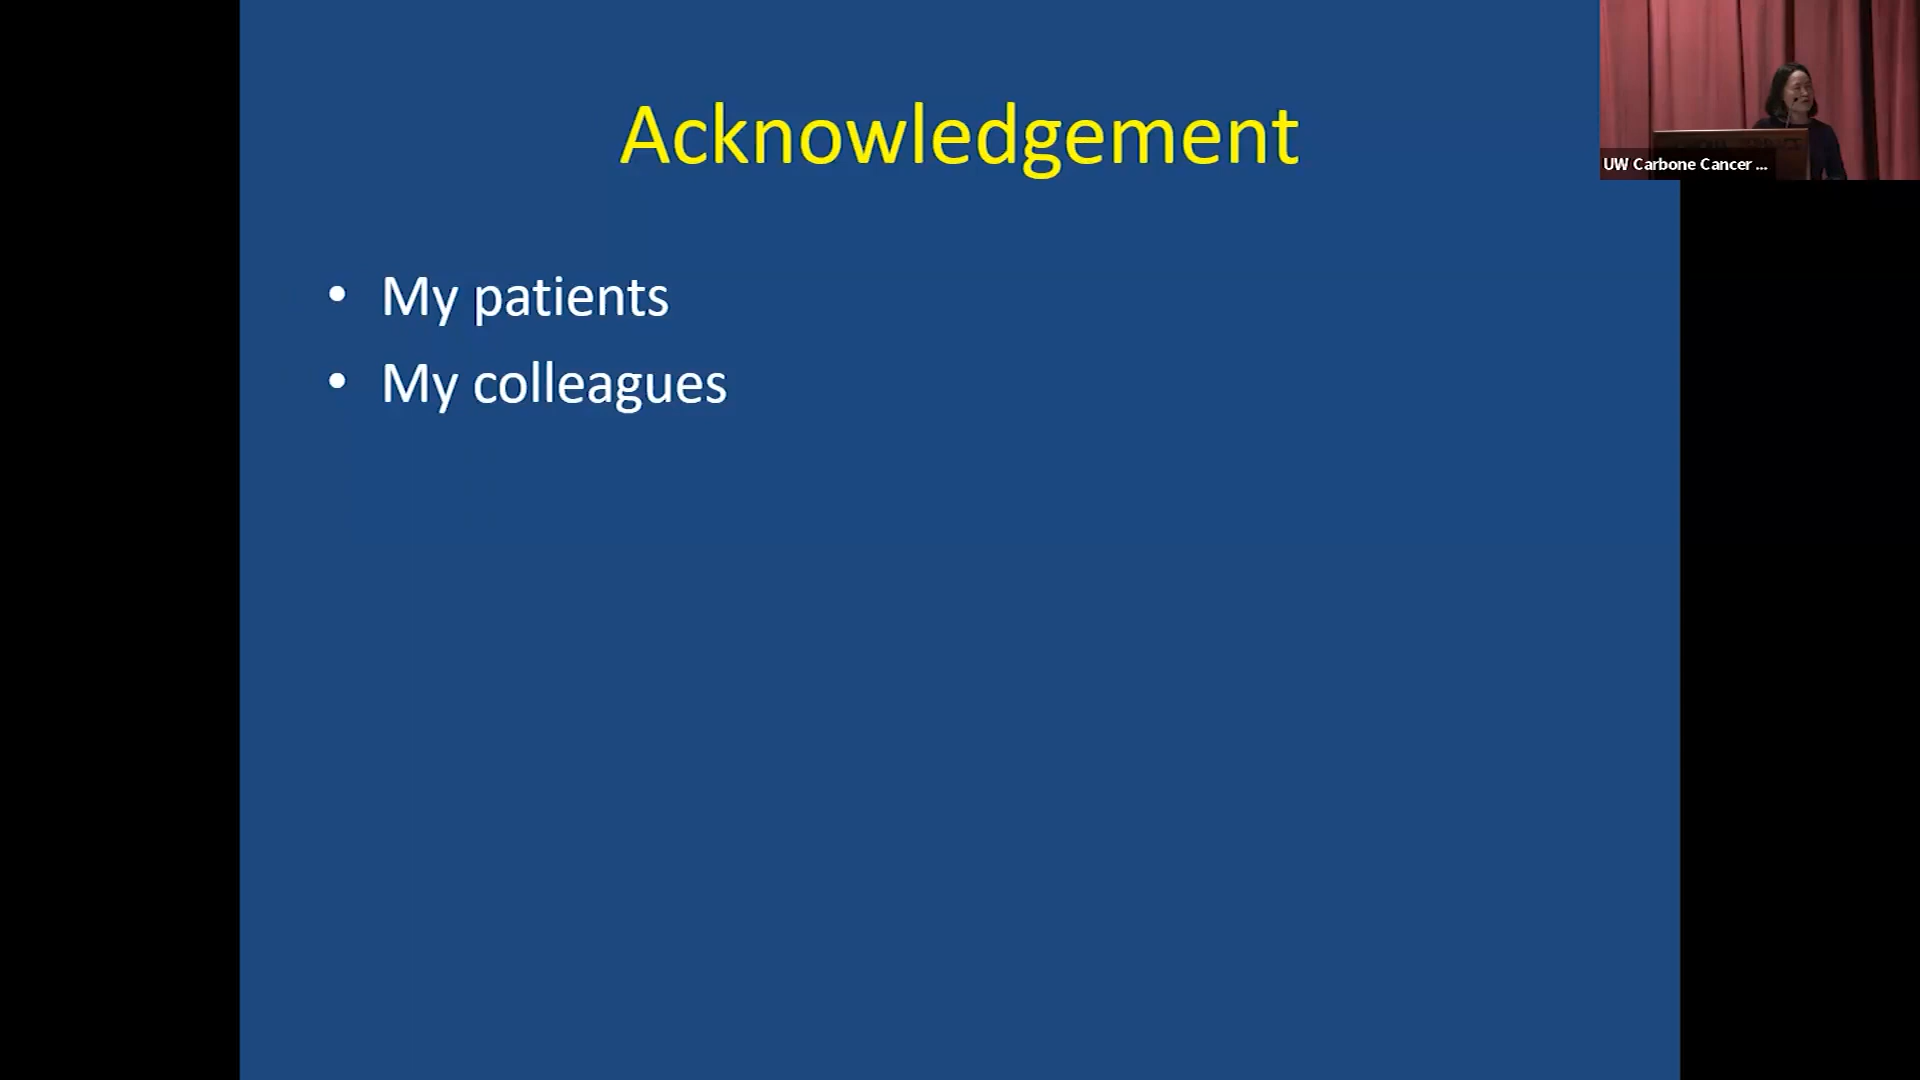 Acknowledgement
UW Carbone Cancer ...
• My patients
• My colleagues